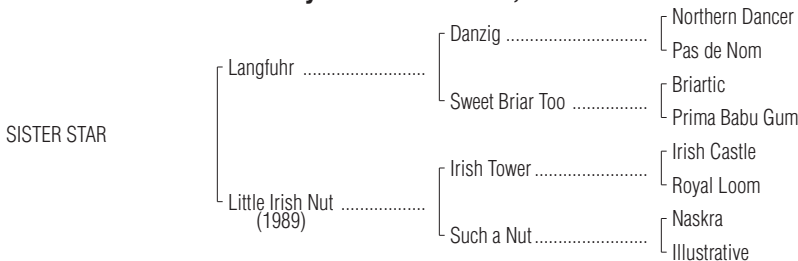 Northern Dancer
Danzig ................................
Pas de Nom
Langfuhr ...........................
Briartic
Sweet Briar Too .................
Prima Babu Gum
SISTER STAR
Irish Castle
Irish Tower..........................
Royal Loom
Little Irish Nut ...................
(1989)
Naskra
Such a Nut..........................
Illustrative